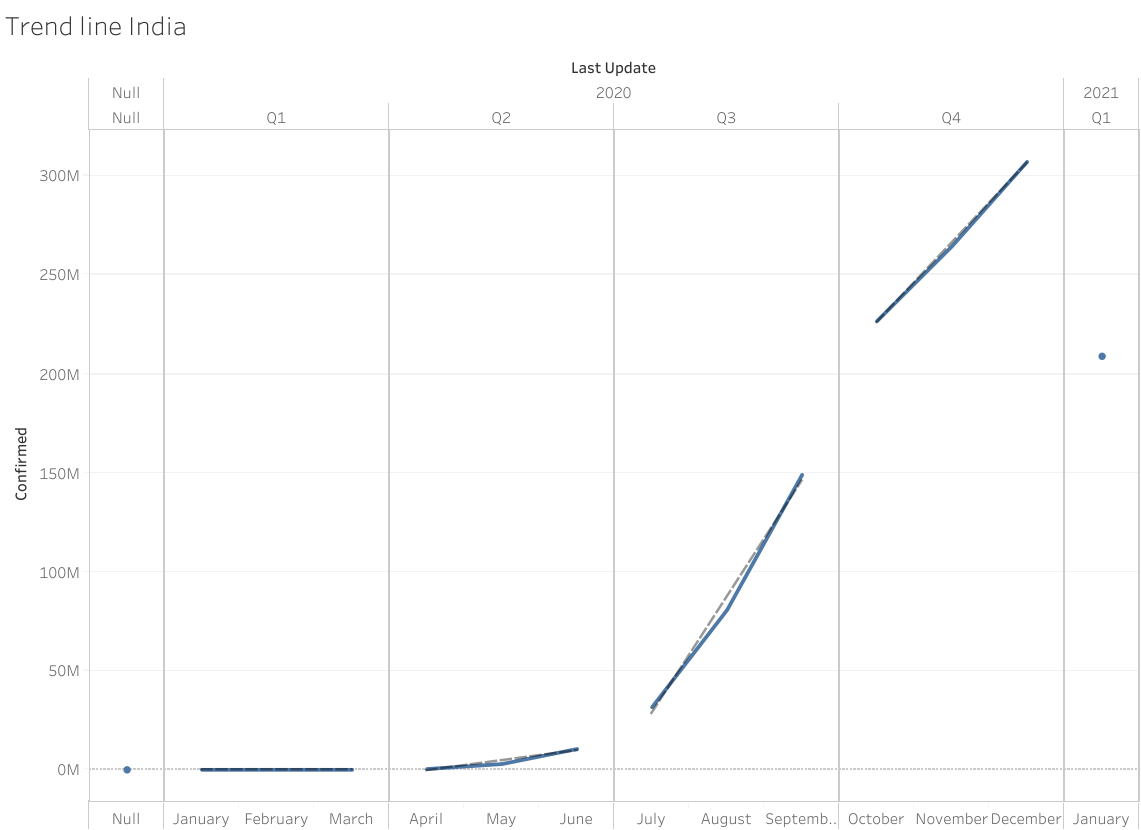 Trend line India
Last Update
Null 2020 2021
Null Q1 Q2 Q3 Q4 Q1
300M
250M
200M
150M
100M
50M
0M
Confirmed
Null January February March April May June July August Septemb.. October November December January